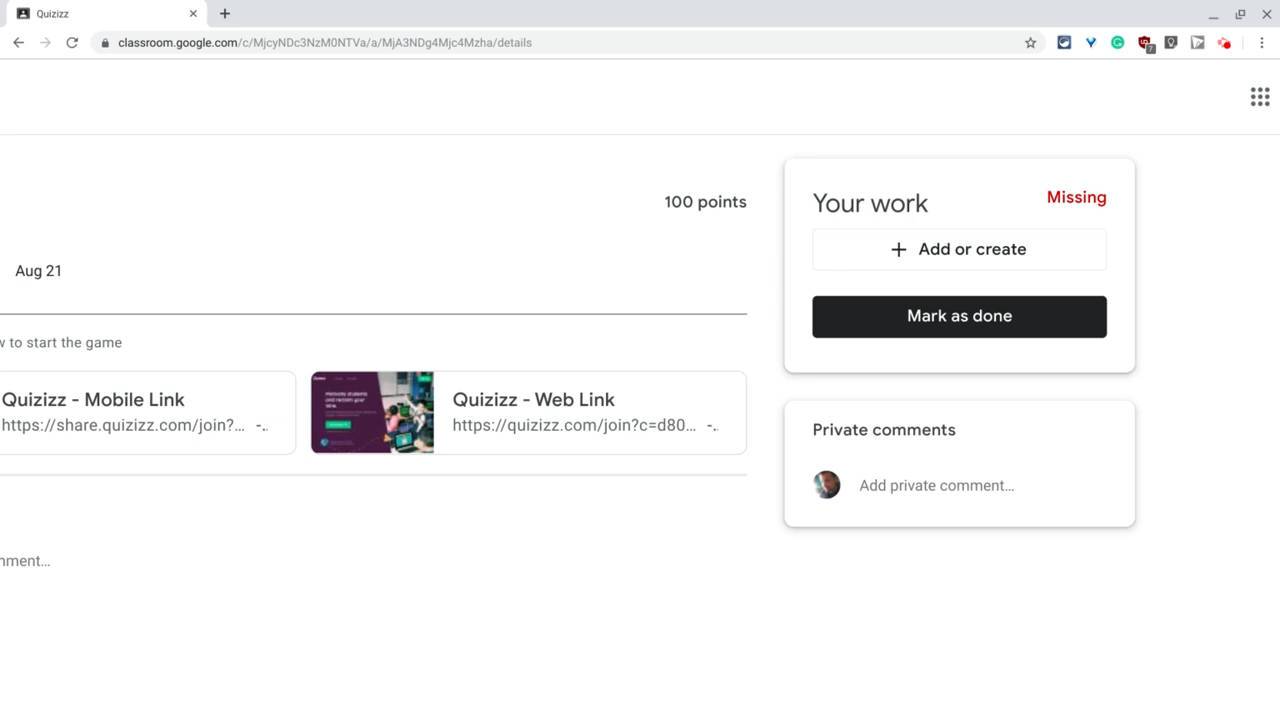 Quizizz
classroom.google.com/c/MjcyNDc3NzM0NTVa/a/MjA3NDg4Mjc4Mzha/details
7
100 points
Your work
Missing
+ Add or create
Aug 21
Mark as done
w to start the game
Quizizz - Mobile Link
https://share.quizizz.com/join?... -..
Quizizz - Web Link
https://quizizz.com/join?c=d80... -..
Private comments
Add private comment...
mment...